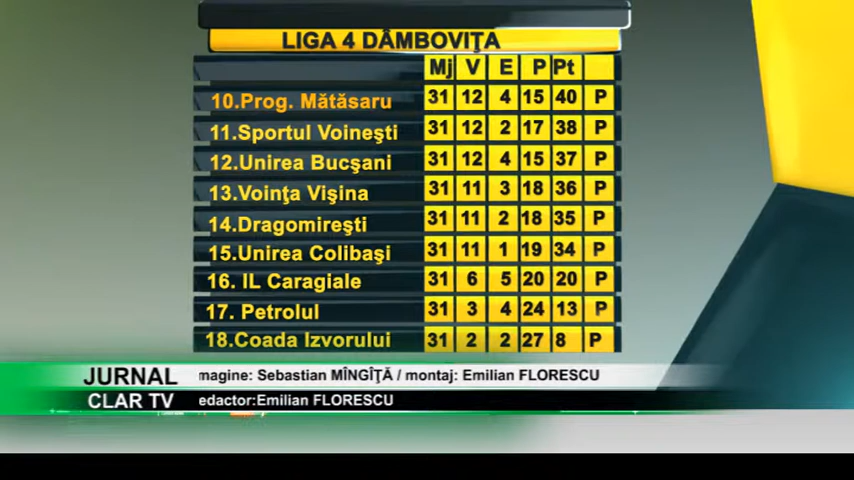 LIGA 4 DÂMBOVIŢA
Mj V E P Pt
10.Prog. Mătăsaru 31 12 4 15 40 P
11.Sportul Voineşti 31 12 2 17 38 P
12.Unirea Bucşani 31 12 4 15 37 P
13.Voinţa Vişina 31 11 3 18 36 P
14.Dragomireşti 31 11 2 18 35 P
15.Unirea Colibaşi 31 11 1 19 34 P
16. IL Caragiale 31 6 5 20 20 P
17. Petrolul 31 3 4 24 13 P
18.Coada Izvorului 31 2 2 27 8 P
JURNAL magine: Sebastian MÎNGÎŢĂ / montaj: Emilian FLORESCU
CLAR TV edactor:Emilian FLORESCU